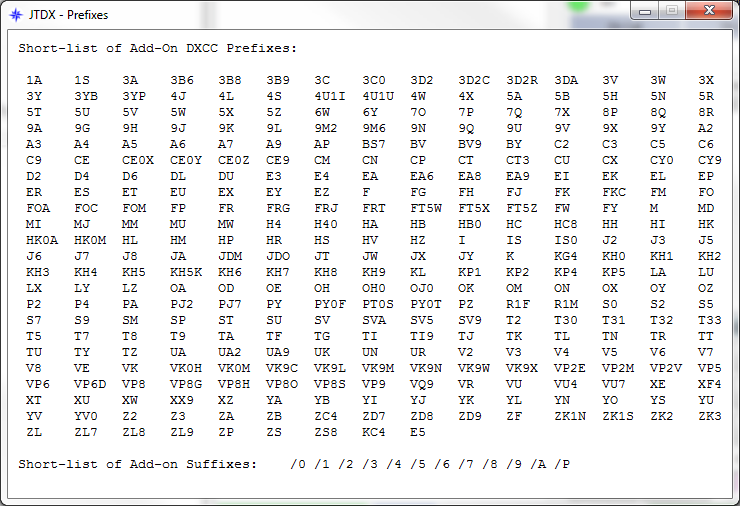 JTDX - Prefixes
Short-list of Add-On DXCC Prefixes:
1A 1S 3A 3B6 3B8 3B9 3C 3C0 3D2 3D2C 3D2R 3DA 3V 3W 3X
3Y 3YB 3YP 4J 4L 4S 4U1I 4U1U 4W 4X 5A 5B 5H 5N 5R
5T 5U 5V 5W 5X 5Z 6W 6Y 7O 7P 7Q 7X 8P 8Q 8R
9A 9G 9H 9J 9K 9L 9M2 9M6 9N 9Q 9U 9V 9X 9Y A2
A3 A4 A5 A6 A7 A9 AP BS7 BV BV9 BY C2 C3 C5 C6
C9 CE CE0X CE0Y CE0Z CE9 CM CN CP CT CT3 CU CX CY0 CY9
D2 D4 D6 DL DU E3 E4 EA EA6 EA8 EA9 EI EK EL EP
ER ES ET EU EX EY EZ F FG FH FJ FK FKC FM FO
FOA FOC FOM FP FR FRG FRJ FRT FT5W FT5X FT5Z FW FY M MD
MI MJ MM MU MW H4 H40 HA HB HB0 HC HC8 HH HI HK
HK0A HK0M HL HM HP HR HS HV HZ I IS IS0 J2 J3 J5
J6 J7 J8 JA JDM JDO JT JW JX JY K KG4 KH0 KH1 KH2
KH3 KH4 KH5 KH5K KH6 KH7 KH8 KH9 KL KP1 KP2 KP4 KP5 LA LU
LX LY LZ OA OD OE OH OH0 OJ0 OK OM ON OX OY OZ
P2 P4 PA PJ2 PJ7 PY PY0F PT0S PY0T PZ R1F R1M S0 S2 S5
S7 S9 SM SP ST SU SV SVA SV5 SV9 T2 T30 T31 T32 T33
T5 T7 T8 T9 TA TF TG TI TI9 TJ TK TL TN TR TT
TU TY TZ UA UA2 UA9 UK UN UR V2 V3 V4 V5 V6 V7
V8 VE VK VK0H VK0M VK9C VK9L VK9M VK9N VK9W VK9X VP2E VP2M VP2V VP5
VP6 VP6D VP8 VP8G VP8H VP8O VP8S VP9 VQ9 VR VU VU4 VU7 XE XF4
XT XU XW XX9 XZ YA YB YI YJ YK YL YN YO YS YU
YV YV0 Z2 Z3 ZA ZB ZC4 ZD7 ZD8 ZD9 ZF ZK1N ZK1S ZK2 ZK3
ZL ZL7 ZL8 ZL9 ZP ZS ZS8 KC4 E5
Short-list of Add-on Suffixes: /0 /1 /2 /3 /4 /5 /6 /7 /8 /9 /A /P